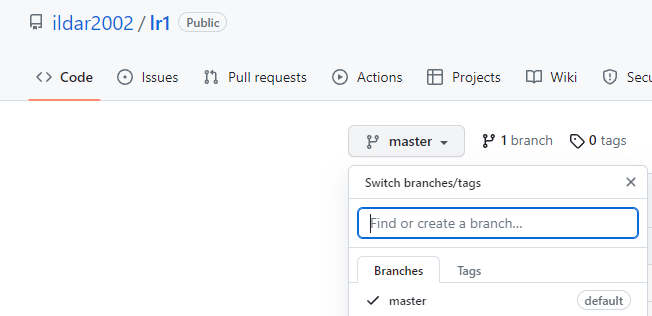 ildar2002 / lr1 Public
Code Issues Pull requests Actions Projects Wiki Secu
master 1 branch 0 tags
Switch branches/tags
Find or create a branch...
Branches Tags
master default